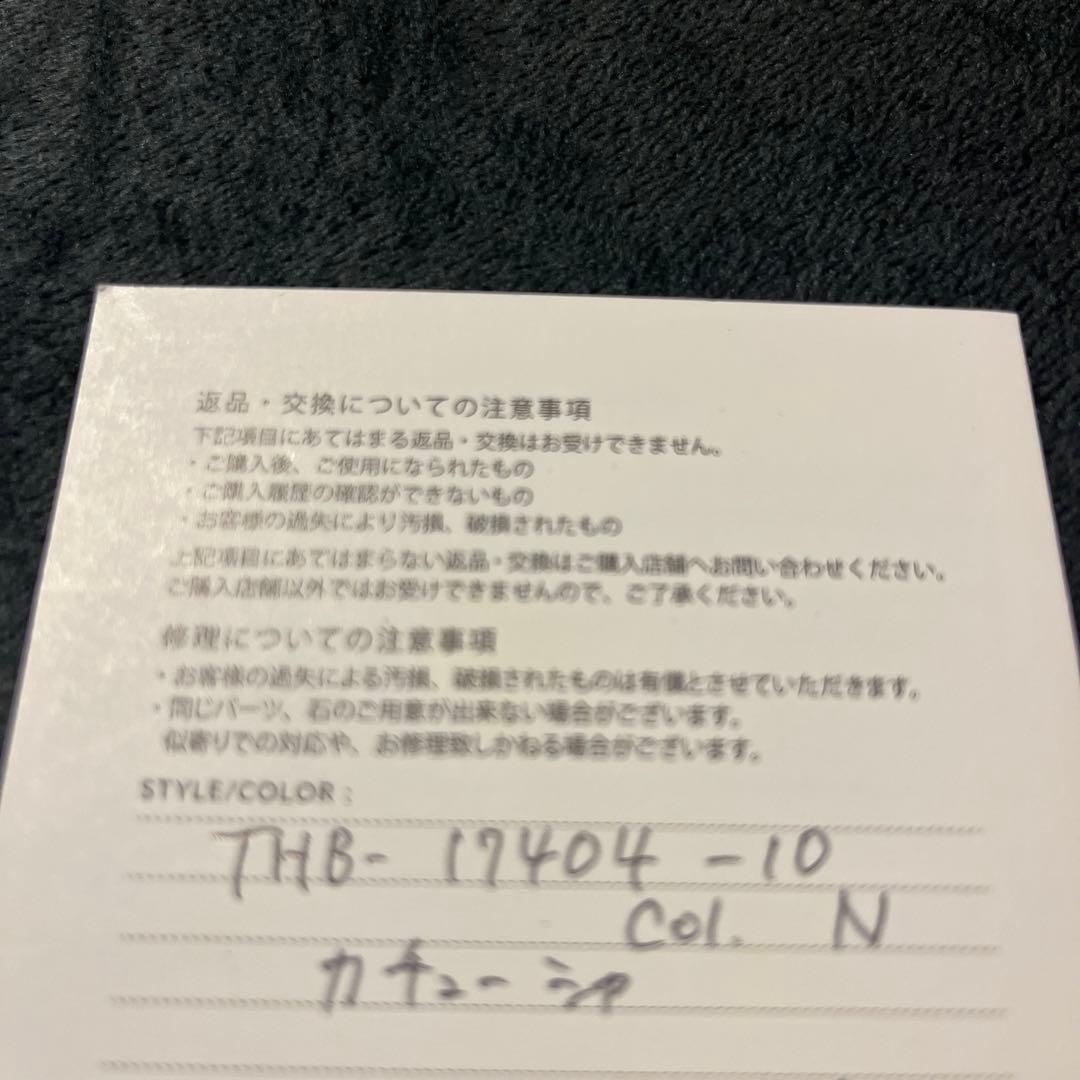 返品・交換についての注意事項
下記項目にあてはまる返品・交換はお受けできません。
・ご購入後、ご使用になられたもの
・ご購入履歴の確認ができないもの
・お客様の過失により汚損、破損されたもの
上記項目にあてはまらない返品・交換はご購入店舗へお問い合わせください。
ご購入店舗以外ではお受けできませんので、ご了承ください。
修理についての注意事項
・お客様の過失による汚損、破損されたものは有償とさせていただきます。
・同じパーツ、石のご用意が出来ない場合がございます。
似寄りでの対応や、お修理致しかねる場合がございます。
STYLE/COLOR :
THB- 17404 -10
Col. N
カチューシャ